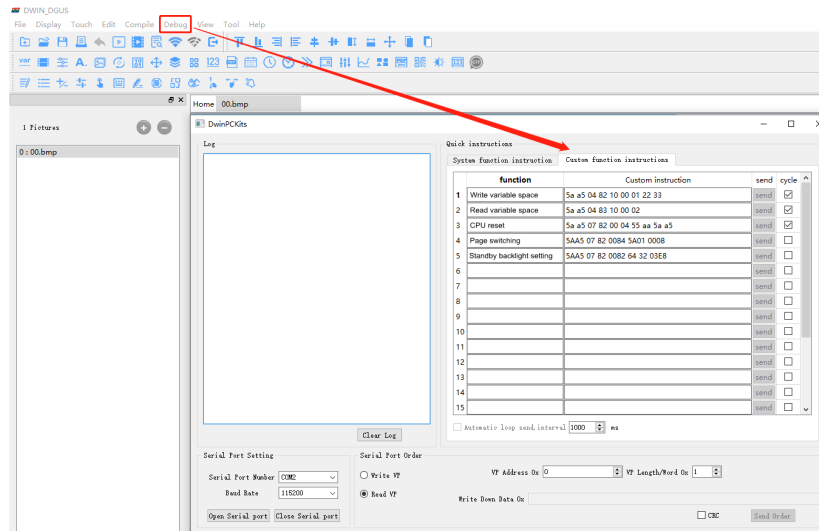 DWIN_DGUS
File Display Touch Edit Compile Debug View Tool Help
Home 00.bmp
1 Pictures
0 : 00.bmp
DwinPCKits
Log
Clear Log
Quick instructions
System function instruction Custom function instructions
function Custom instruction send cycle
1 Write variable space 5a a5 04 82 10 00 01 22 33 send
2 Read variable space 5a a5 04 83 10 00 02 send
3 CPU reset 5a a5 07 82 00 04 55 aa 5a a5 send
4 Page switching 5AA5 07 82 0084 5A01 0008 send
5 Standby backlight setting 5AA5 07 82 0082 64 32 03E8 send
6 send
7 send
8 send
9 send
10 send
11 send
12 send
13 send
14 send
15 send
Automatic loop send, interval 1000 ms
Serial Port Setting
Serial Port Number COM2
Baud Rate 115200
Open Serial port Close Serial port
Serial Port Order
Write VP
Read VP
VP Address 0x 0 VP Length/Word 0x 1
Write Down Data 0x
CRC Send Order